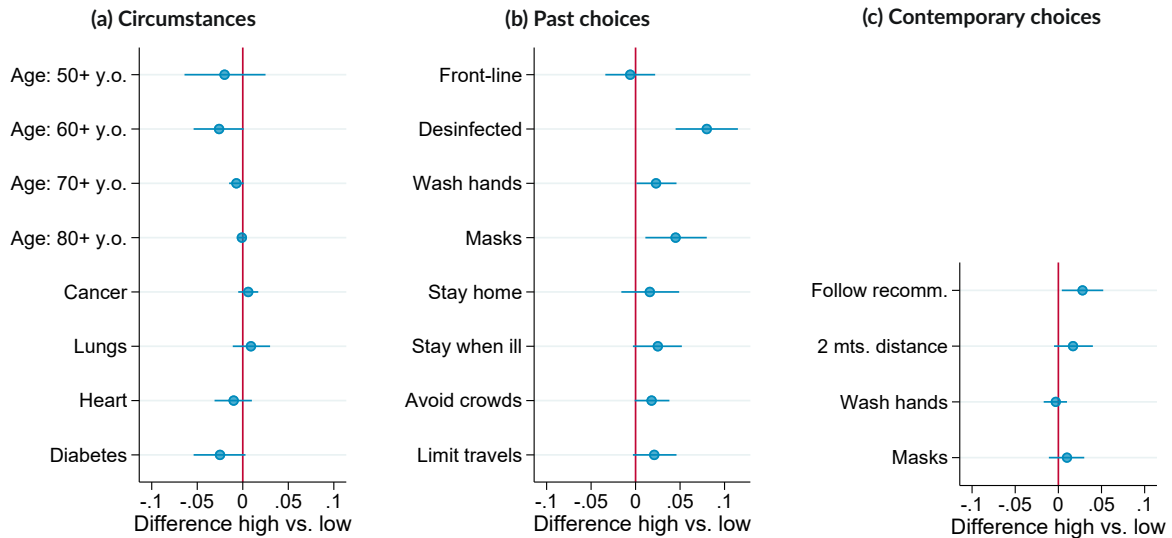 (a) Circumstances
Age: 50+ y.o.
Age: 60+ y.o.
Age: 70+ y.o.
Age: 80+ y.o.
Cancer
Lungs
Heart
Diabetes
-.1 -.05 0 .05 .1
Difference high vs. low
(b) Past choices
Front-line
Desinfected
Wash hands
Masks
Stay home
Stay when ill
Avoid crowds
Limit travels
-.1 -.05 0 .05 .1
Difference high vs. low
(c) Contemporary choices
Follow recomm.
2 mts. distance
Wash hands
Masks
-.1 -.05 0 .05 .1
Difference high vs. low